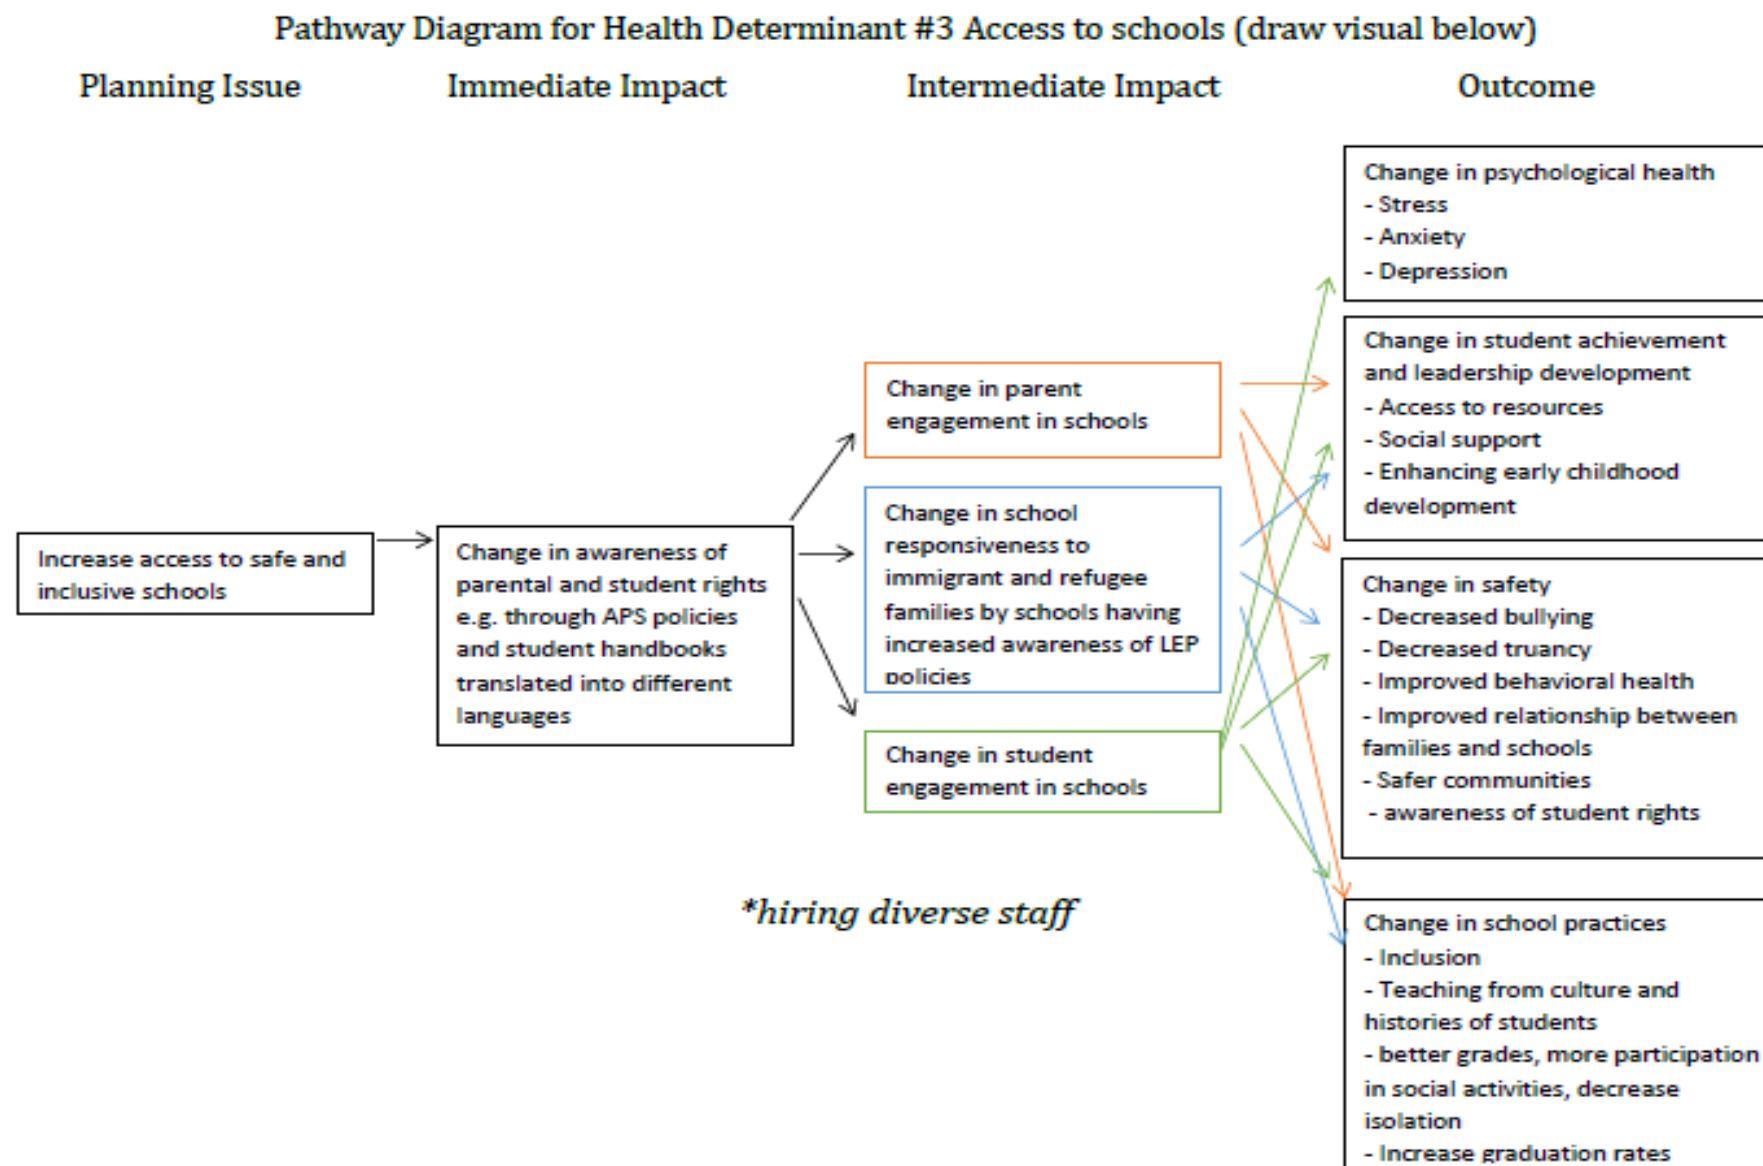 Pathway Diagram for Health Determinant #3 Access to schools (draw visual below)
Planning Issue
Immediate Impact
Intermediate Impact
Outcome
Increase access to safe and
inclusive schools
Change in awareness of
parental and student rights
e.g. through APS policies
and student handbooks
translated into different
languages
Change in parent
engagement in schools
Change in school
responsiveness to
immigrant and refugee
families by schools having
increased awareness of LEP
policies
Change in student
engagement in schools
*hiring diverse staff
Change in psychological health
- Stress
- Anxiety
- Depression
Change in student achievement
and leadership development
- Access to resources
- Social support
- Enhancing early childhood
development
Change in safety
- Decreased bullying
- Decreased truancy
- Improved behavioral health
- Improved relationship between
families and schools
- Safer communities
- awareness of student rights
Change in school practices
- Inclusion
- Teaching from culture and
histories of students
- better grades, more participation
in social activities, decrease
isolation
- Increase graduation rates